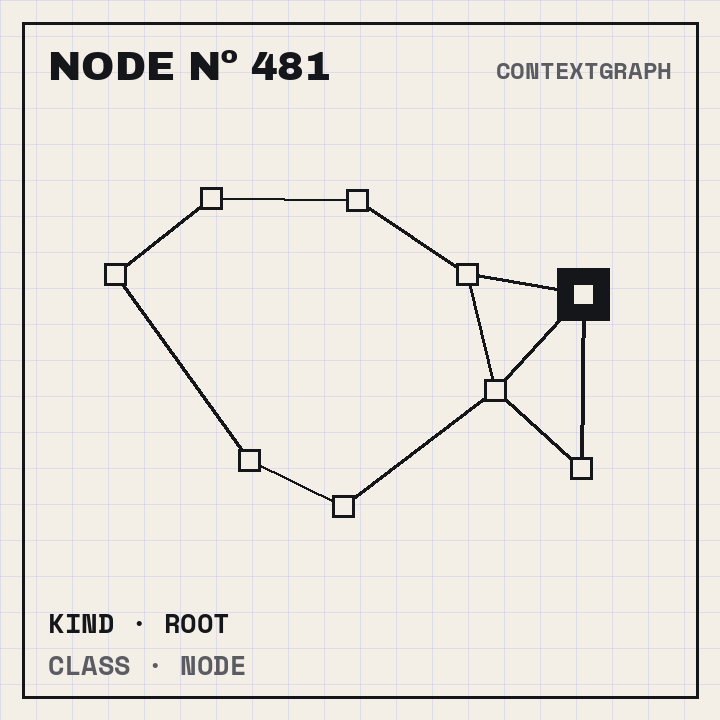 NODE Nº 481
CONTEXTGRAPH
KIND · ROOT
CLASS · NODE